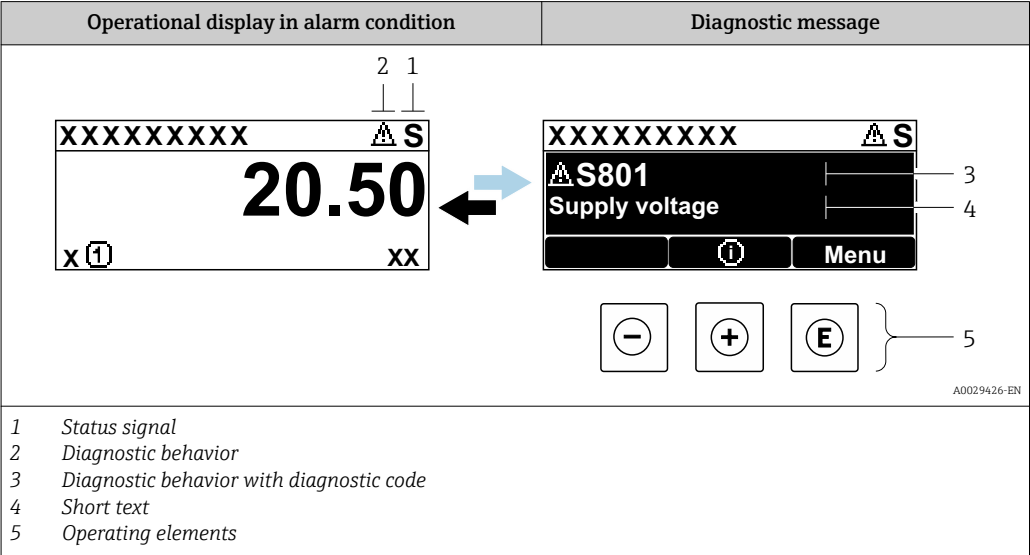 Operational display in alarm condition
Diagnostic message
2 1
XXXXXXXXX ⚠ S
20.50
x ① xx
XXXXXXXXX ⚠ S
⚠S801
3
Supply voltage
4
ⓘ Menu
− + E
5
A0029426-EN
1 Status signal
2 Diagnostic behavior
3 Diagnostic behavior with diagnostic code
4 Short text
5 Operating elements